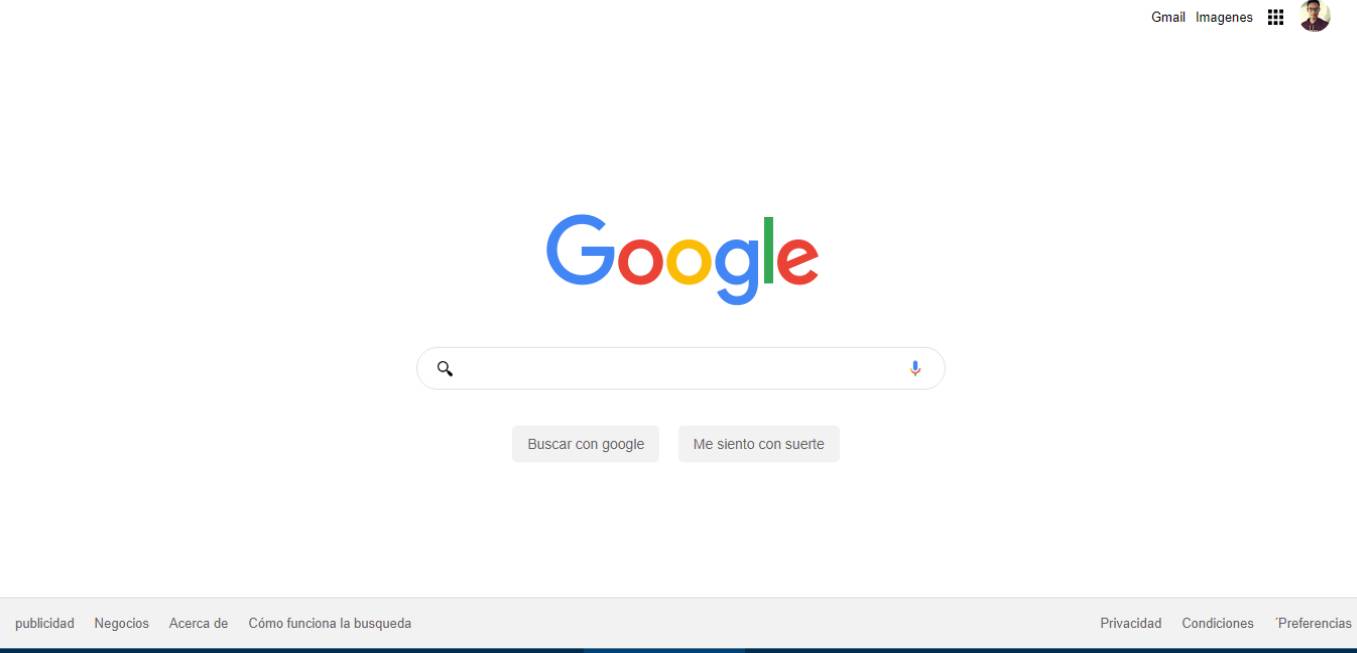 Gmail Imagenes
Google
Buscar con google Me siento con suerte
publicidad Negocios Acerca de Cómo funciona la busqueda Privacidad Condiciones ´Preferencias